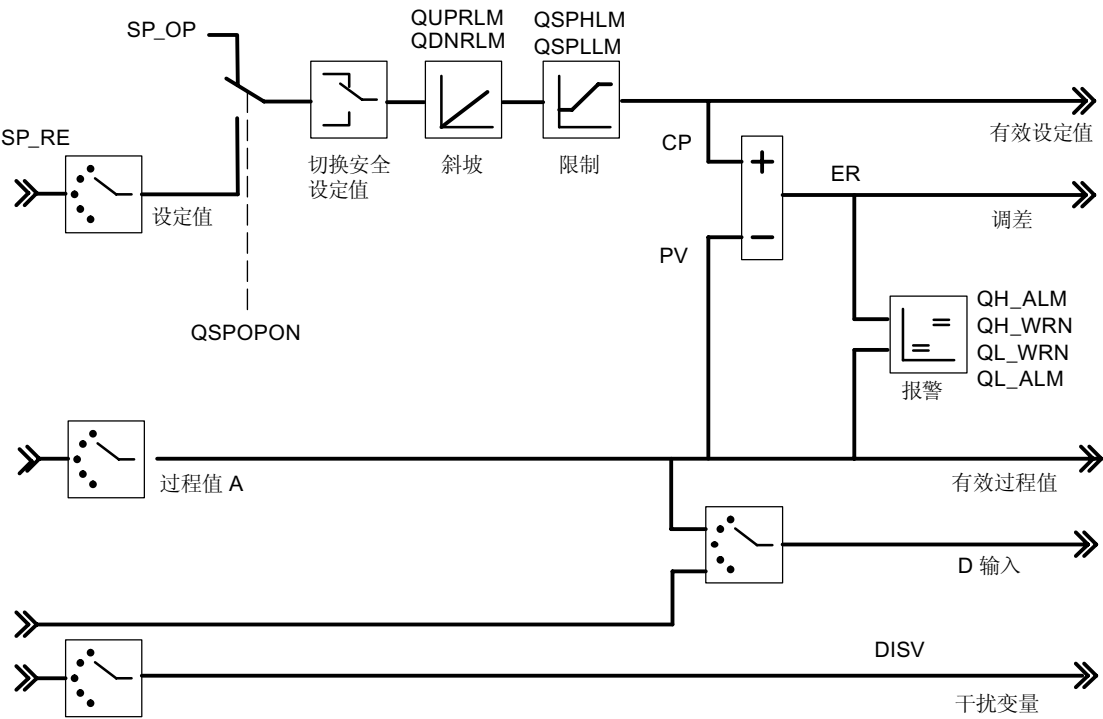 QUPRLM
QDNRLM
QSPHLM
QSPLLM
SP_OP
SP_RE
切换安全
设定值
斜坡
限制
CP
有效设定值
设定值
ER
调差
PV
QSPOPON
QH_ALM
QH_WRN
QL_WRN
QL_ALM
报警
过程值 A
有效过程值
D 输入
DISV
干扰变量